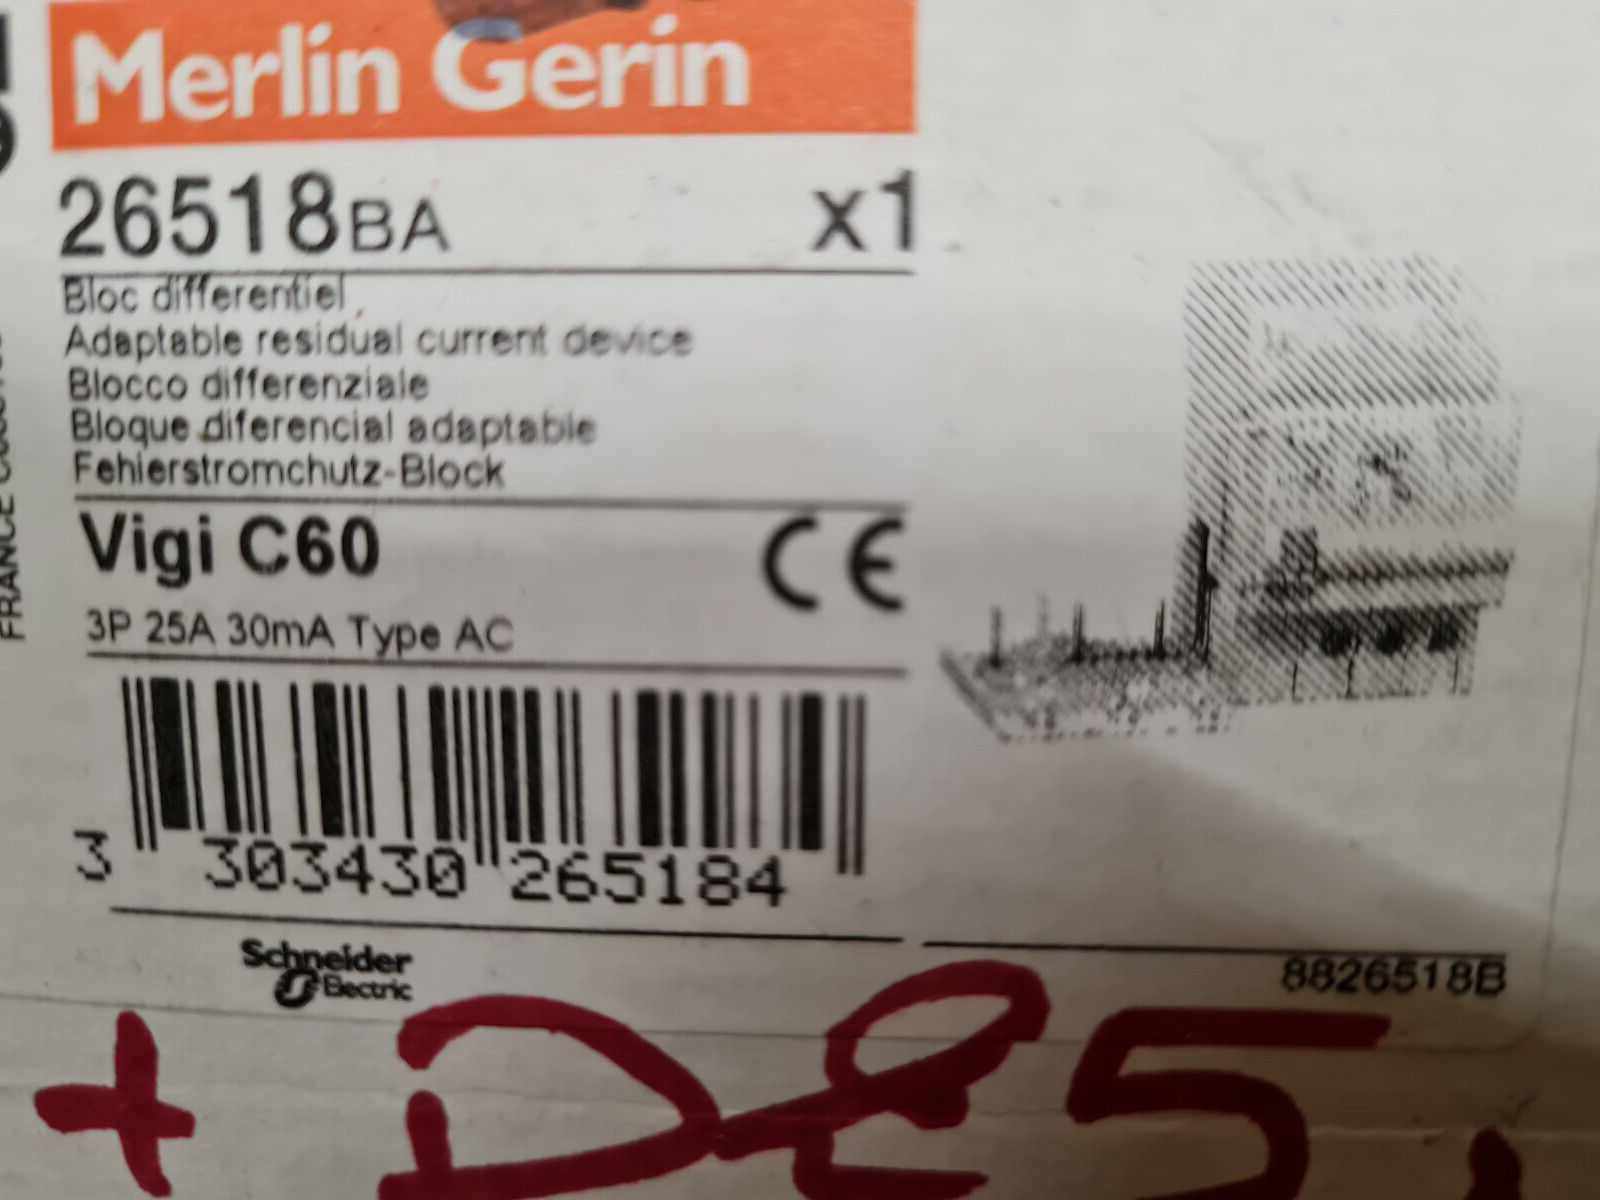 Merlin Gerin
26518BA x1
Bloc differentiel
Adaptable residual current device
Blocco differenziale
Bloque diferencial adaptable
Fehlerstromchutz-Block
Vigi C60 CE
3P 25A 30mA Type AC
3 303430 265184
Schneider
Electric
8826518B
FRANCE
+